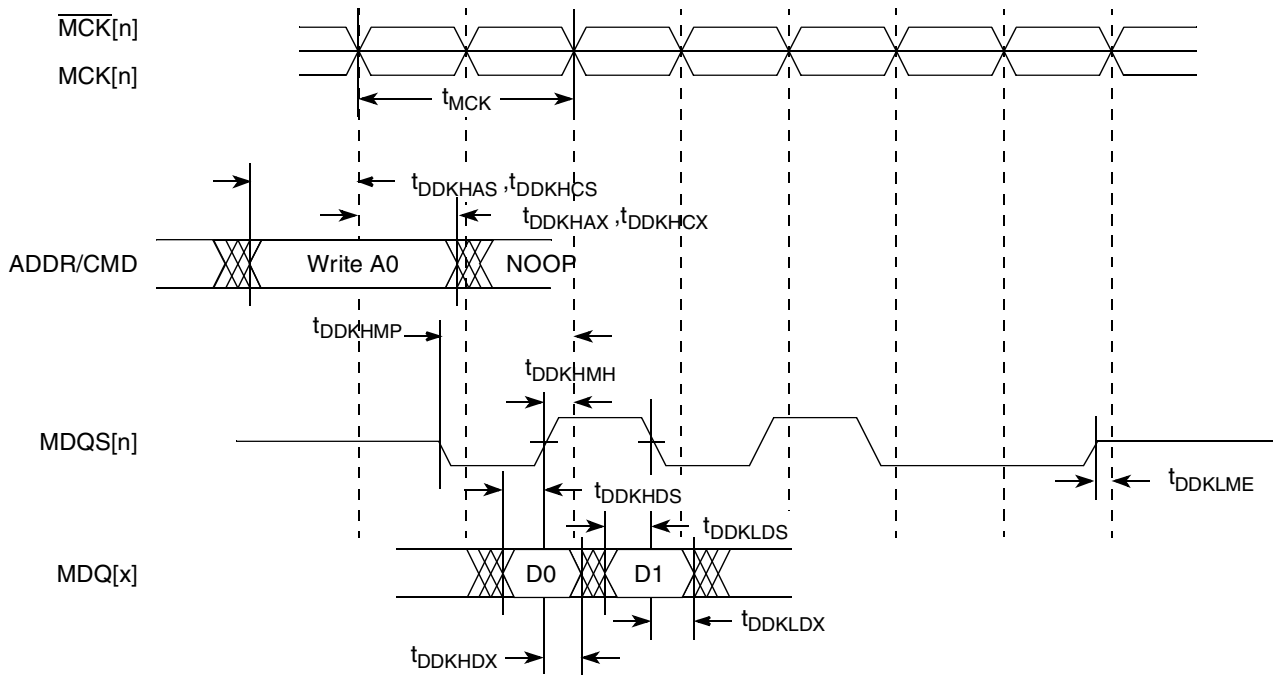 MCK[n]
MCK[n]
tMCK
tDDKHAS ,tDDKHCS
tDDKHAX ,tDDKHCX
ADDR/CMD
Write A0
NOOP
tDDKHMP
tDDKHMH
MDQS[n]
tDDKHDS
tDDKLME
tDDKLDS
MDQ[x]
D0
D1
tDDKLDX
tDDKHDX